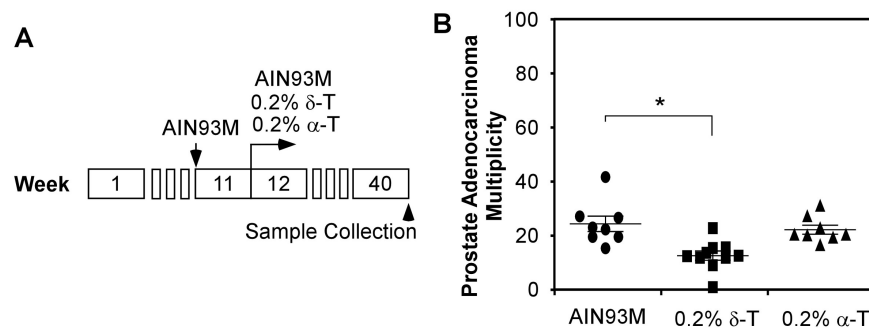 A
AIN93M
0.2% δ-T
0.2% α-T
AIN93M
Week 1 11 12 40
Sample Collection
B
Prostate Adenocarcinoma
Multiplicity
100
80
60
40
20
0
*
AIN93M 0.2% δ-T 0.2% α-T